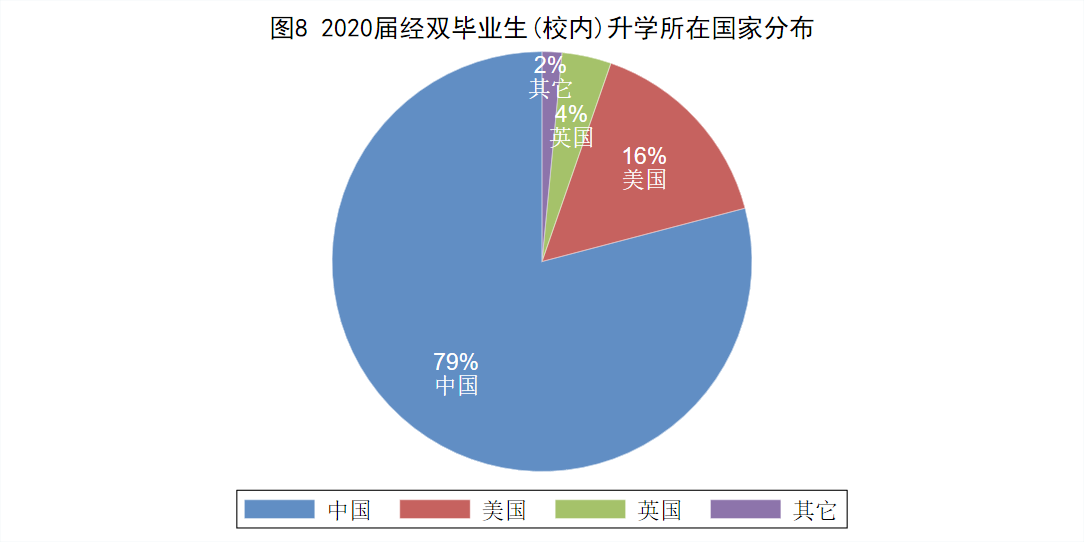 图8 2020届经双毕业生(校内)升学所在国家分布
2%
其它
4%
英国
16%
美国
79%
中国
中国 美国 英国 其它